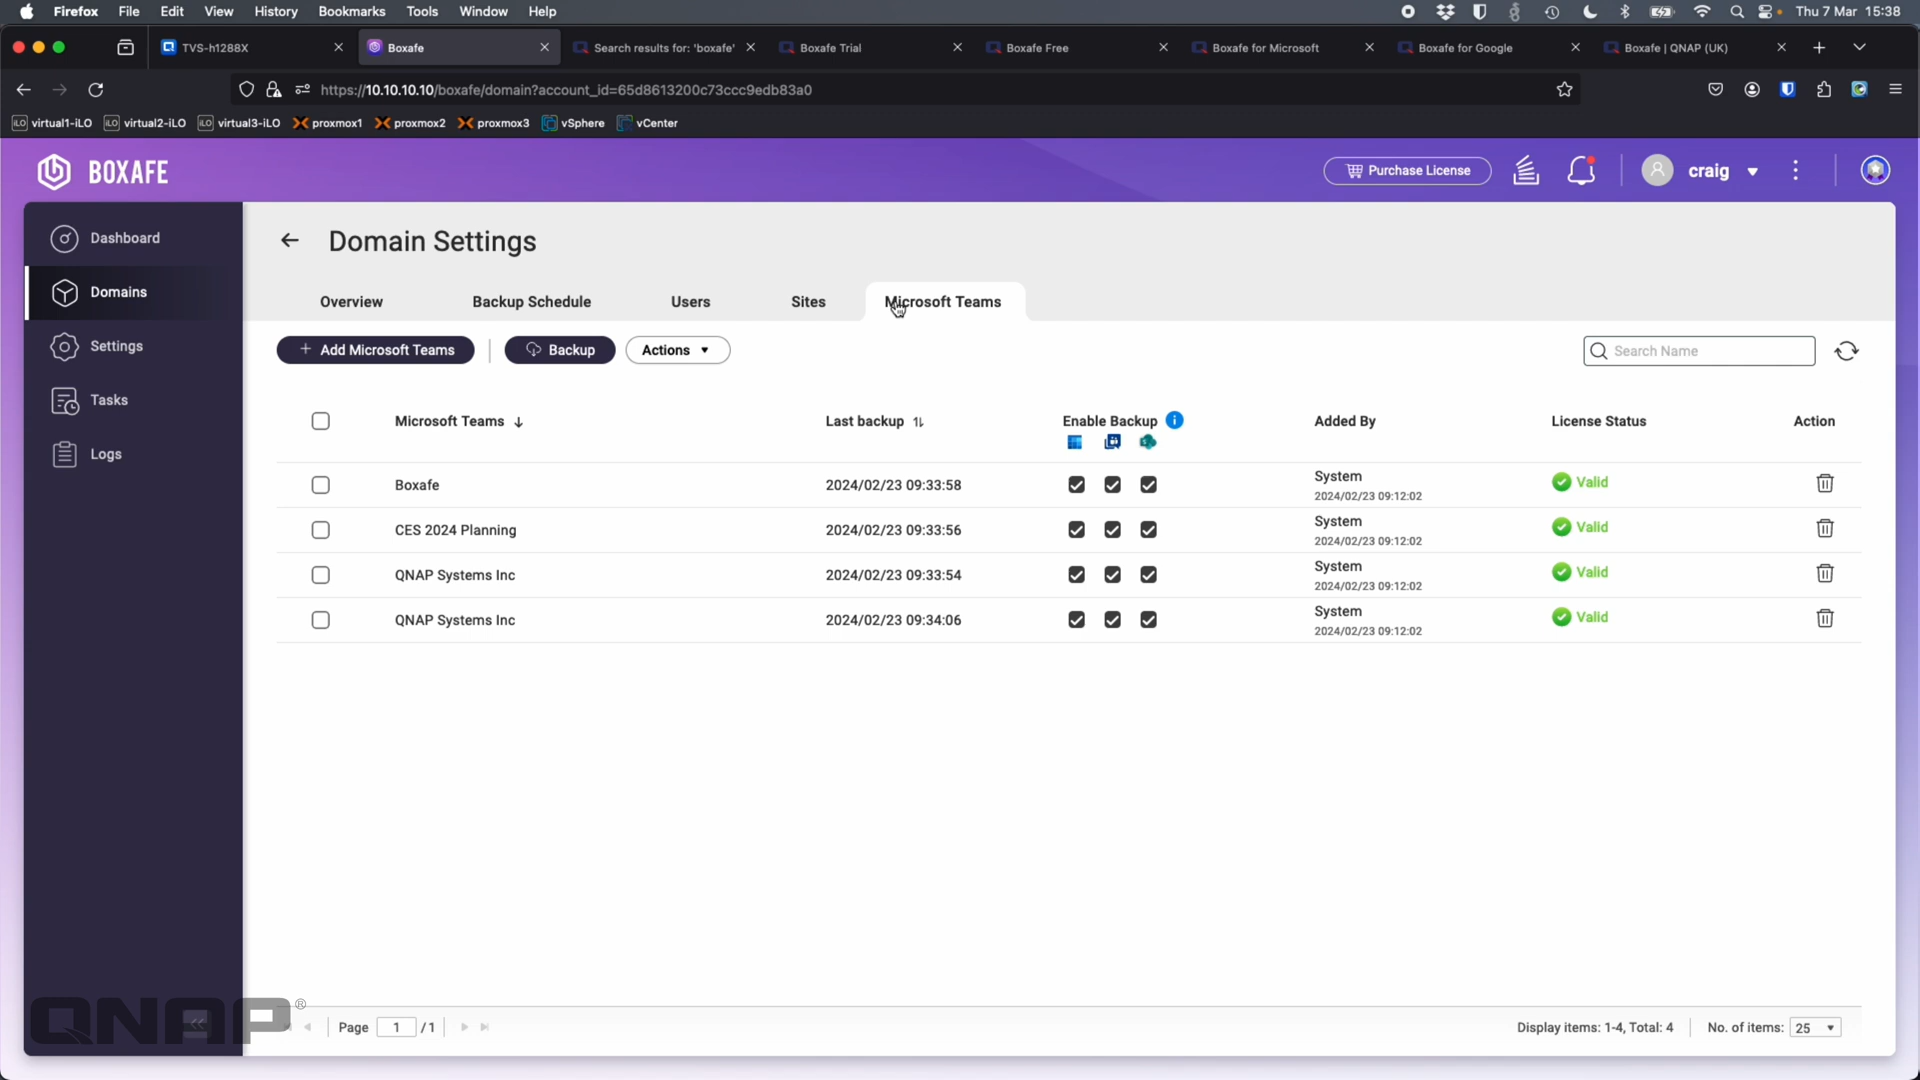 Firefox File Edit View History Bookmarks Tools Window Help Thu 7 Mar 15:38
TVS-h1288X Boxafe Search results for: 'boxafe' Boxafe Trial Boxafe Free Boxafe for Microsoft Boxafe for Google Boxafe | QNAP (UK)
https://10.10.10.10/boxafe/domain?account_id=65d8613200c73ccc9edb83a0
iLO virtual1-iLO iLO virtual2-iLO iLO virtual3-iLO proxmox1 proxmox2 proxmox3 vSphere vCenter
BOXAFE Purchase License craig
Dashboard
Domains
Settings
Tasks
Logs
Domain Settings
Overview Backup Schedule Users Sites Microsoft Teams
+ Add Microsoft Teams Backup Actions Search Name
Microsoft Teams Last backup Enable Backup Added By License Status Action
Boxafe 2024/02/23 09:33:58 System Valid
2024/02/23 09:12:02
CES 2024 Planning 2024/02/23 09:33:56 System Valid
2024/02/23 09:12:02
QNAP Systems Inc 2024/02/23 09:33:54 System Valid
2024/02/23 09:12:02
QNAP Systems Inc 2024/02/23 09:34:06 System Valid
2024/02/23 09:12:02
QNAP®
Page 1 /1 Display items: 1-4, Total: 4 No. of items: 25